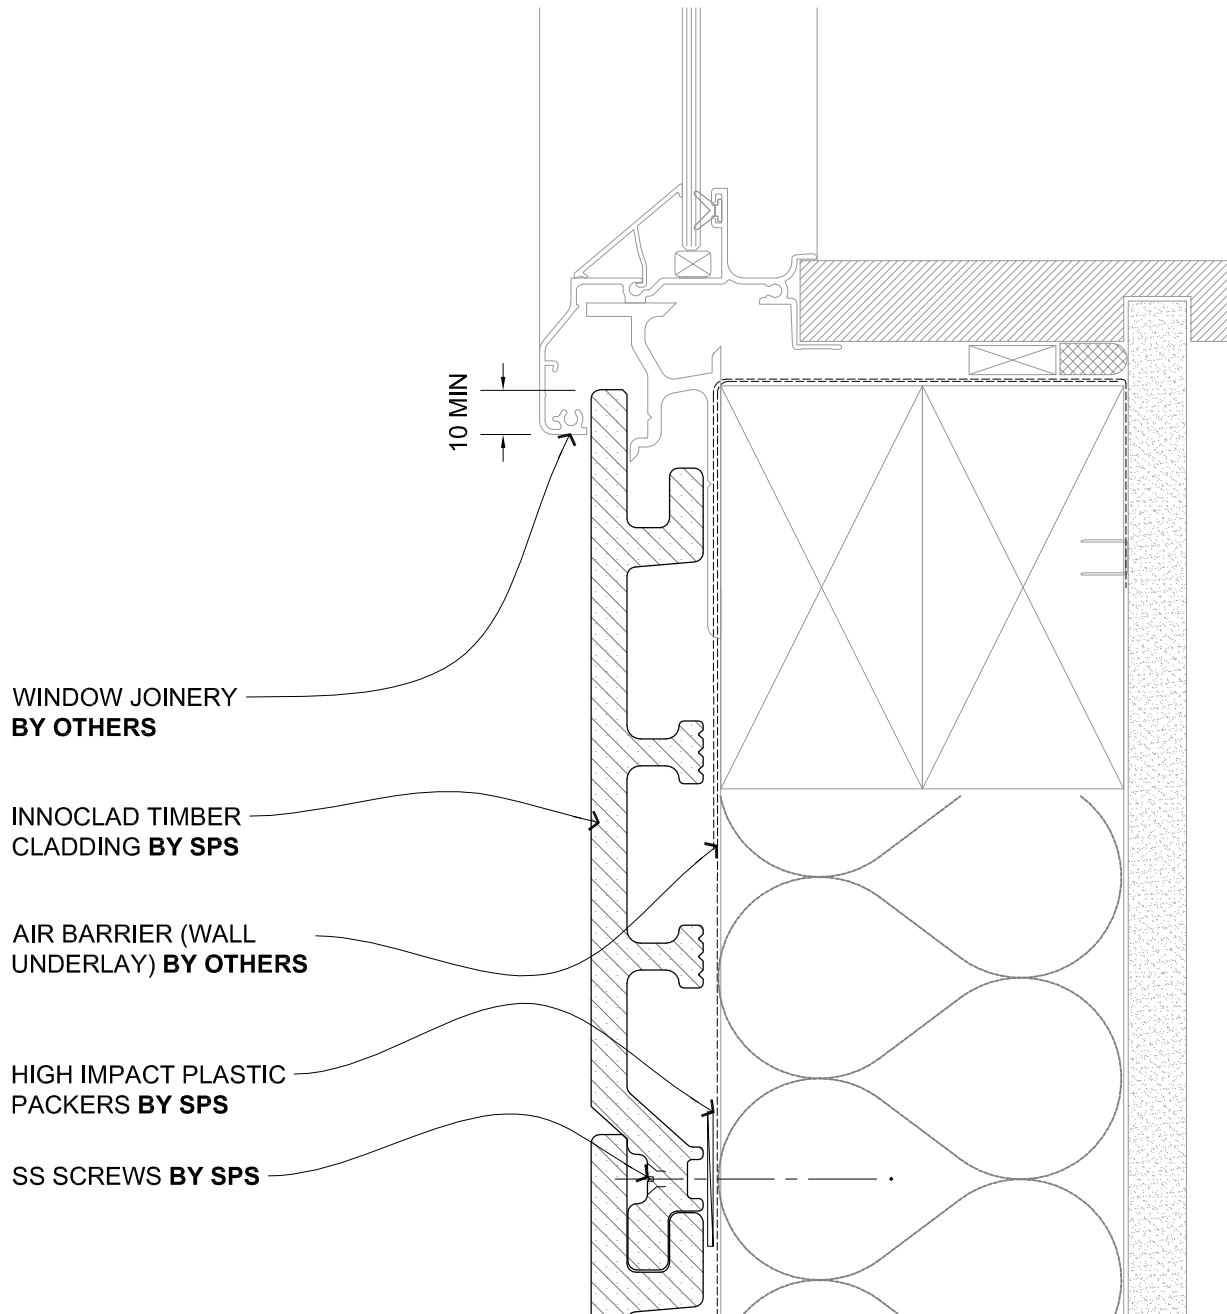 10 MIN
WINDOW JOINERY
BY OTHERS
INNOCLAD TIMBER
CLADDING BY SPS
AIR BARRIER (WALL
UNDERLAY) BY OTHERS
HIGH IMPACT PLASTIC
PACKERS BY SPS
SS SCREWS BY SPS